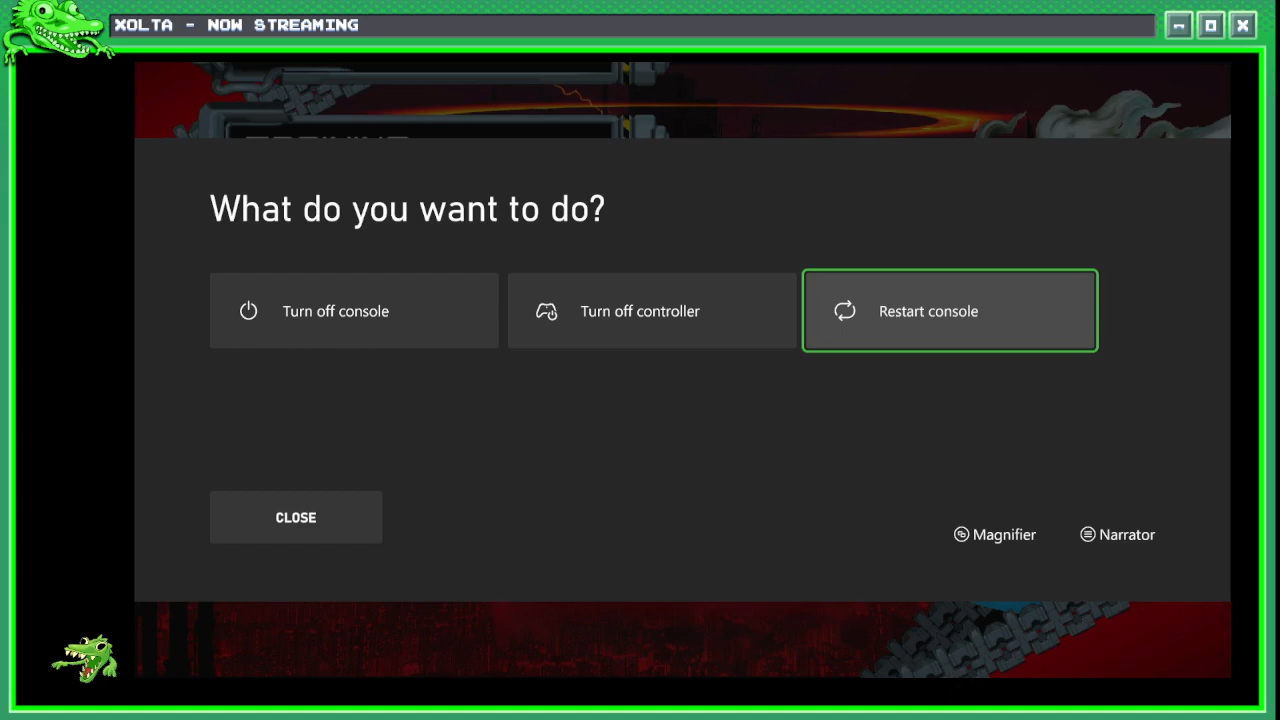 XOLTA - NOW STREAMING
What do you want to do?
Turn off console
Turn off controller
Restart console
CLOSE
Magnifier
Narrator